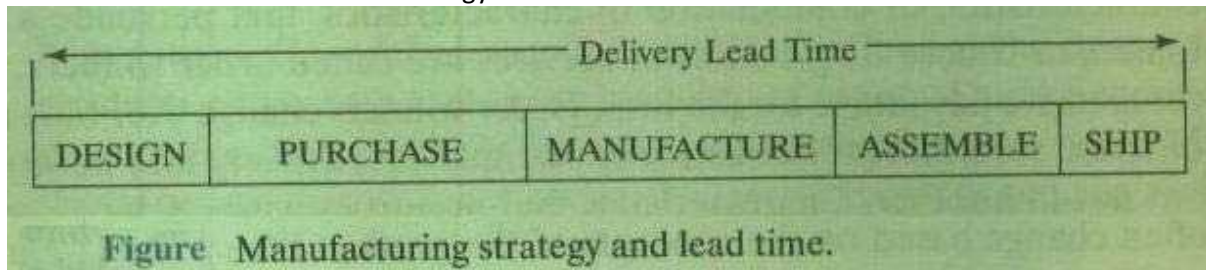 Delivery Lead Time
DESIGN PURCHASE MANUFACTURE ASSEMBLE SHIP
Figure Manufacturing strategy and lead time.